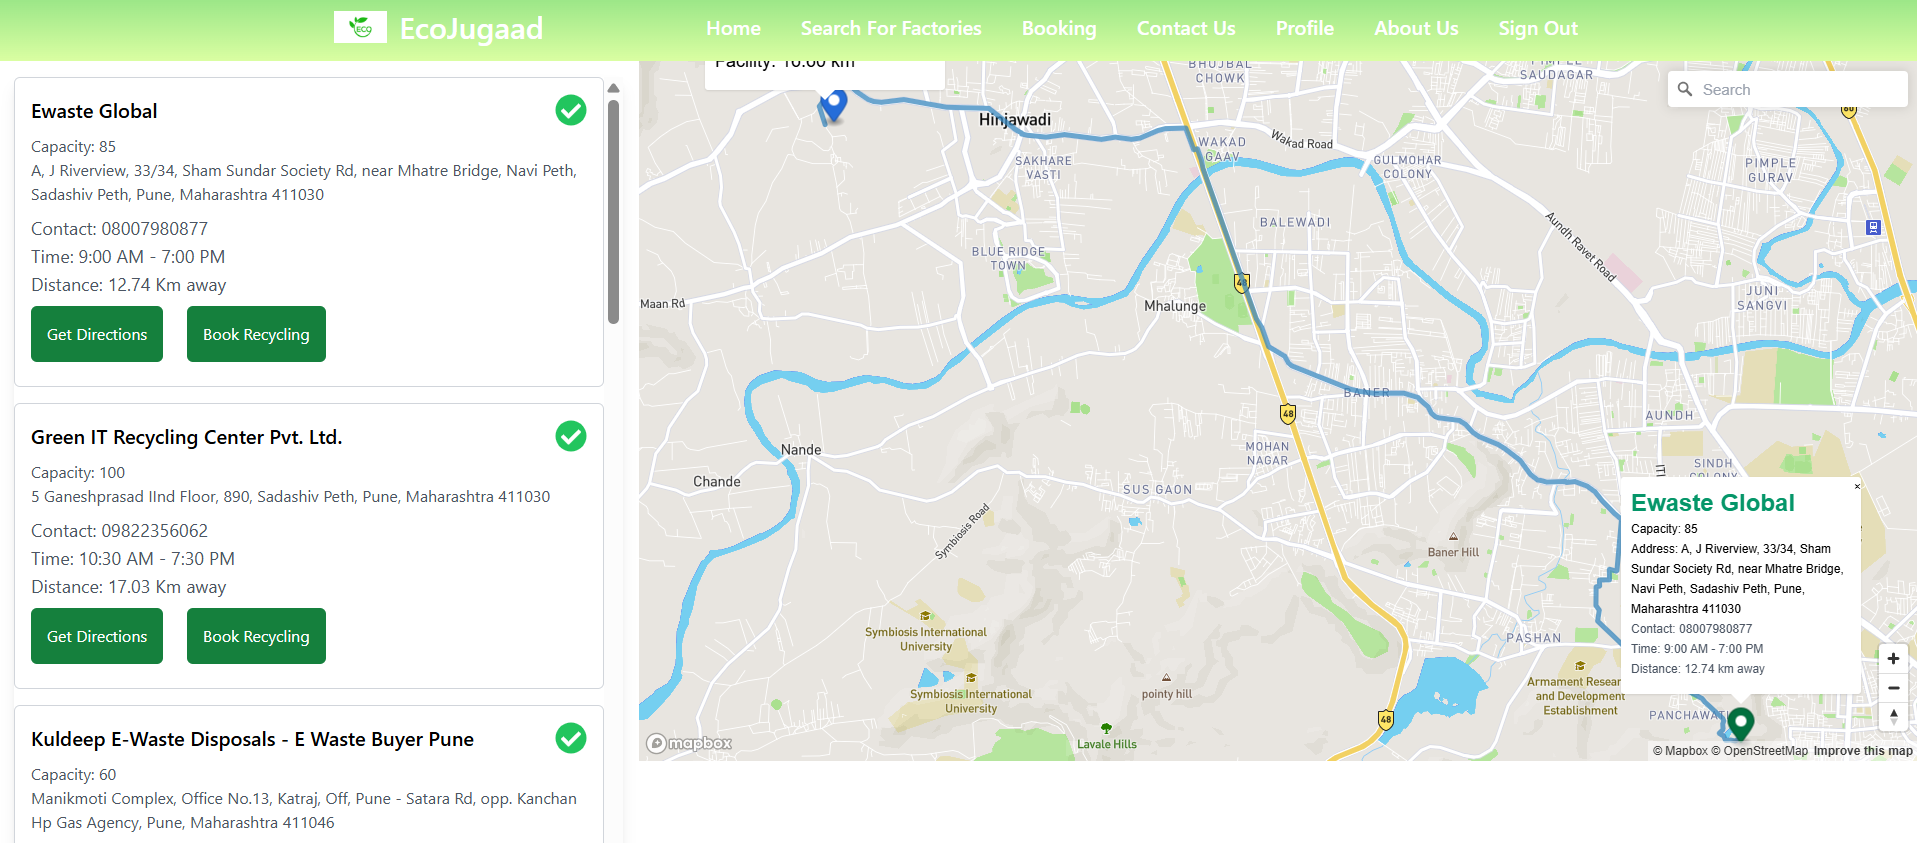 ECO
EcoJugaad
Home
Search For Factories
Booking
Contact Us
Profile
About Us
Sign Out
Ewaste Global
Capacity: 85
A, J Riverview, 33/34, Sham Sundar Society Rd, near Mhatre Bridge, Navi Peth,
Sadashiv Peth, Pune, Maharashtra 411030
Contact: 08007980877
Time: 9:00 AM - 7:00 PM
Distance: 12.74 Km away
Get Directions
Book Recycling
Green IT Recycling Center Pvt. Ltd.
Capacity: 100
5 Ganeshprasad IInd Floor, 890, Sadashiv Peth, Pune, Maharashtra 411030
Contact: 09822356062
Time: 10:30 AM - 7:30 PM
Distance: 17.03 Km away
Get Directions
Book Recycling
Kuldeep E-Waste Disposals - E Waste Buyer Pune
Capacity: 60
Manikmoti Complex, Office No.13, Katraj, Off, Pune - Satara Rd, opp. Kanchan
Hp Gas Agency, Pune, Maharashtra 411046
BHUJBAL
CHOWK
SAUDAGAR
Search
60
Hinjawadi
Wakad Road
WAKAD
GAAV
SAKHARE
VASTI
GULMOHAR
COLONY
PIMPLE
GURAV
BALEWADI
Aundh Ravet Road
BLUE RIDGE
TOWN
48
JUNI
SANGVI
Maan Rd
Mhalunge
BANER
48
AUNDH
Nande
MOHAN
NAGAR
SINDH
Chande
SUS GAON
Symbiosis Road
Baner Hill
Ewaste Global
×
Capacity: 85
Address: A, J Riverview, 33/34, Sham
Sundar Society Rd, near Mhatre Bridge,
Navi Peth, Sadashiv Peth, Pune,
Maharashtra 411030
Contact: 08007980877
Time: 9:00 AM - 7:00 PM
Distance: 12.74 km away
Symbiosis International
University
PASHAN
Symbiosis International
University
pointy hill
and Development
Establishment
48
Lavale Hills
mapbox
© Mapbox © OpenStreetMap Improve this map